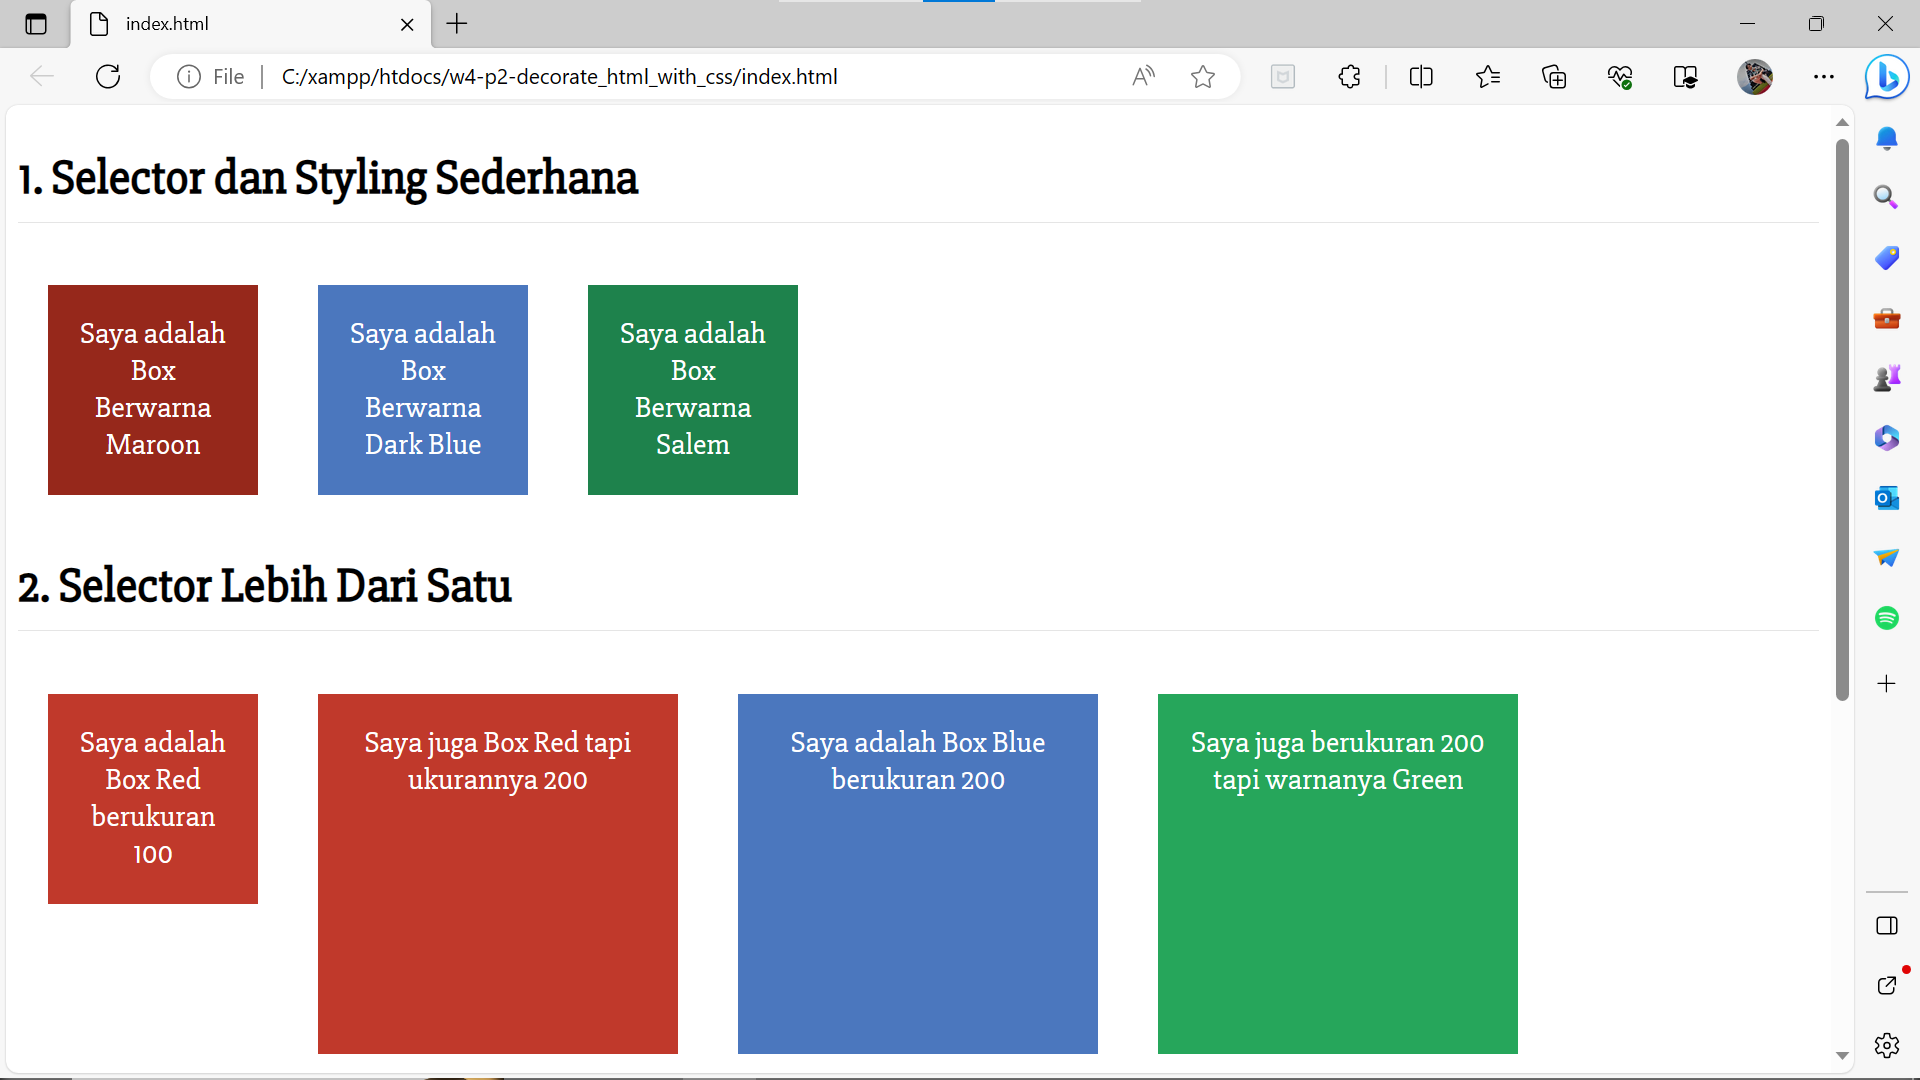 index.html
File
C:/xampp/htdocs/w4-p2-decorate_html_with_css/index.html
1. Selector dan Styling Sederhana
Saya adalah
Box
Berwarna
Maroon
Saya adalah
Box
Berwarna
Dark Blue
Saya adalah
Box
Berwarna
Salem
2. Selector Lebih Dari Satu
Saya adalah
Box Red
berukuran
100
Saya juga Box Red tapi
ukurannya 200
Saya adalah Box Blue
berukuran 200
Saya juga berukuran 200
tapi warnanya Green